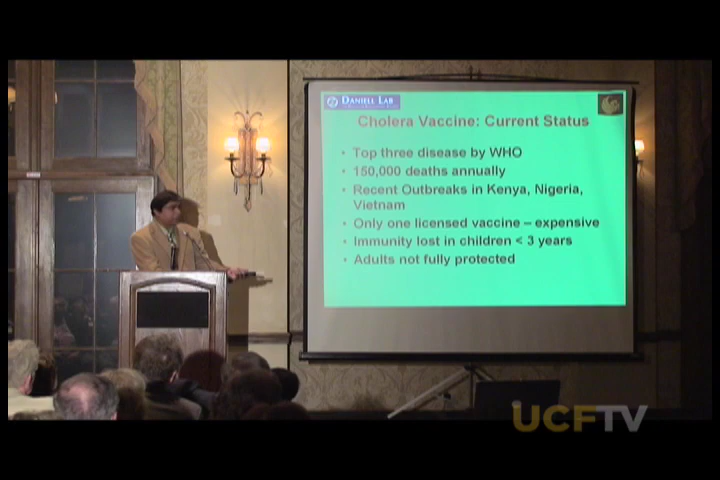 DANIELL LAB
Cholera Vaccine: Current Status
• Top three disease by WHO
• 150,000 deaths annually
• Recent Outbreaks in Kenya, Nigeria,
Vietnam
• Only one licensed vaccine – expensive
• Immunity lost in children < 3 years
• Adults not fully protected
UCFTV